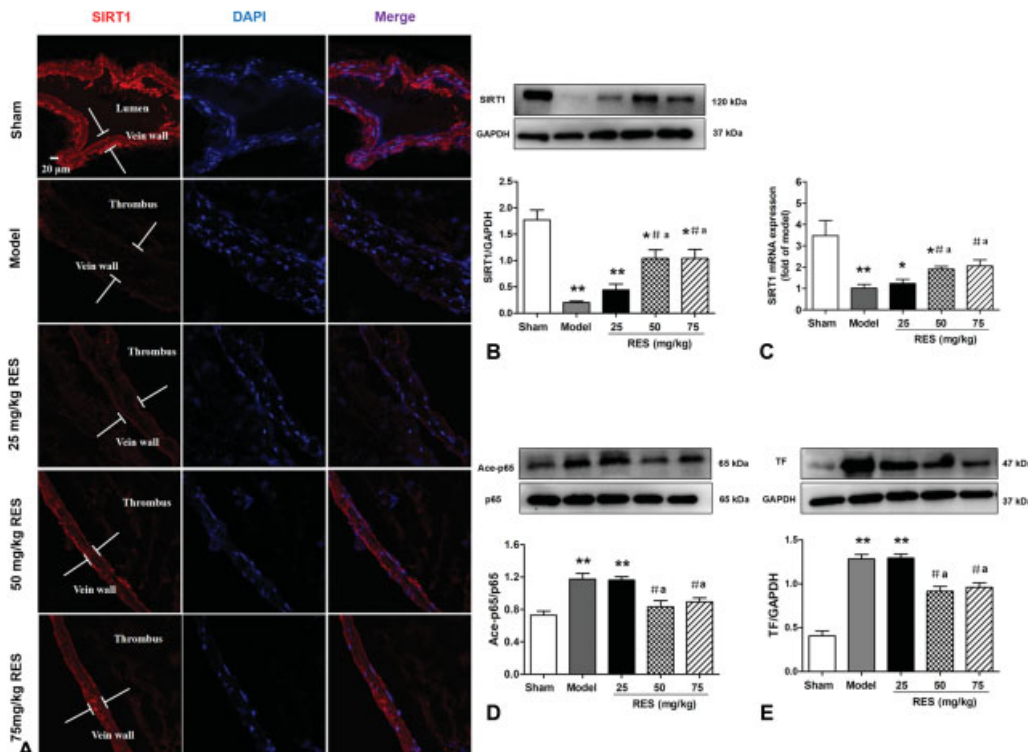 SIRT1 DAPI Merge
Sham
Lumen
Vein wall
20 μm
Model
Thrombus
Vein wall
25 mg/kg RES
Thrombus
Vein wall
50 mg/kg RES
Thrombus
Vein wall
75mg/kg RES
Thrombus
Vein wall
A
SIRT1 120 kDa
GAPDH 37 kDa
SIRT1/GAPDH
2.0
1.5
1.0
0.5
0.0
** ** *# a *# a
Sham Model 25 50 75
RES (mg/kg)
B
SIRT1 mRNA expresson
(fold of model)
5
4
3
2
1
0
** * *# a # a
Sham Model 25 50 75
RES (mg/kg)
C
Ace-p65 65 kDa
p65 65 kDa
Ace-p65/p65
1.6
1.2
0.8
0.4
0.0
** ** # a # a
Sham Model 25 50 75
RES (mg/kg)
D
TF 47 kDa
GAPDH 37 kDa
TF/GAPDH
1.5
1.0
0.5
0.0
** ** # a # a
Sham Model 25 50 75
RES (mg/kg)
E